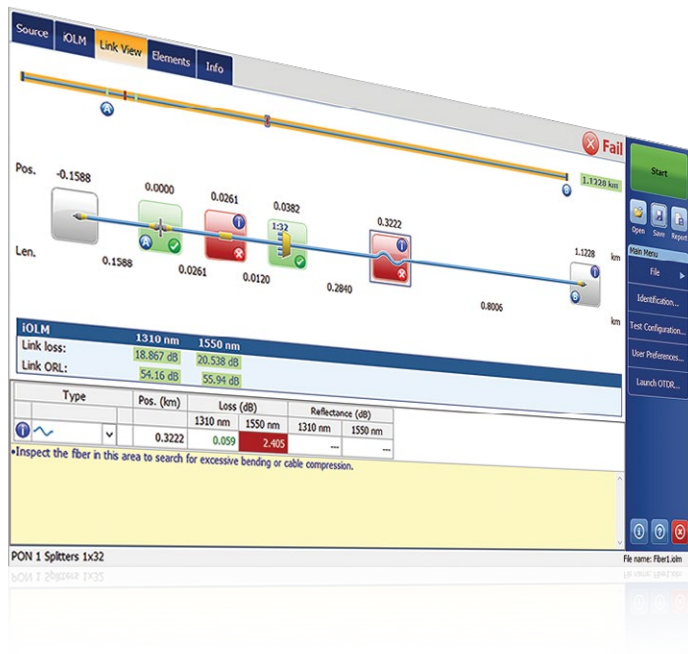 Source iOLM Link View Elements Info
Fail
A
B
1.1228 km
Pos. -0.1588 0.0000 0.0261 0.0382 0.3222 1.1228 km
1:32
A
B
Len. 0.1588 0.0261 0.0120 0.2840 0.8006 km
iOLM 1310 nm 1550 nm
Link loss: 18.867 dB 20.538 dB
Link ORL: 54.16 dB 55.94 dB
Type Pos. (km) Loss (dB) Reflectance (dB)
1310 nm 1550 nm 1310 nm 1550 nm
0.3222 0.059 2.405 --- ---
•Inspect the fiber in this area to search for excessive bending or cable compression.
PON 1 Splitters 1x32
File name: Fiber1.iolm
Start
Open Save Report
Main Menu
File
Identification...
Test Configuration...
User Preferences...
Launch OTDR...